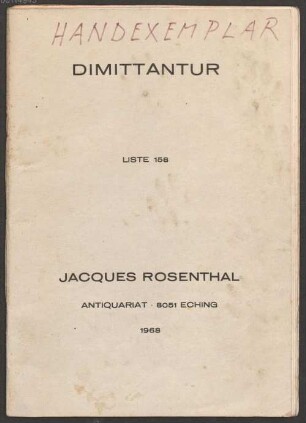 HANDEXEMPLAR
DIMITTANTUR
LISTE 158
JACQUES ROSENTHAL
ANTIQUARIAT · 8051 ECHING
1968